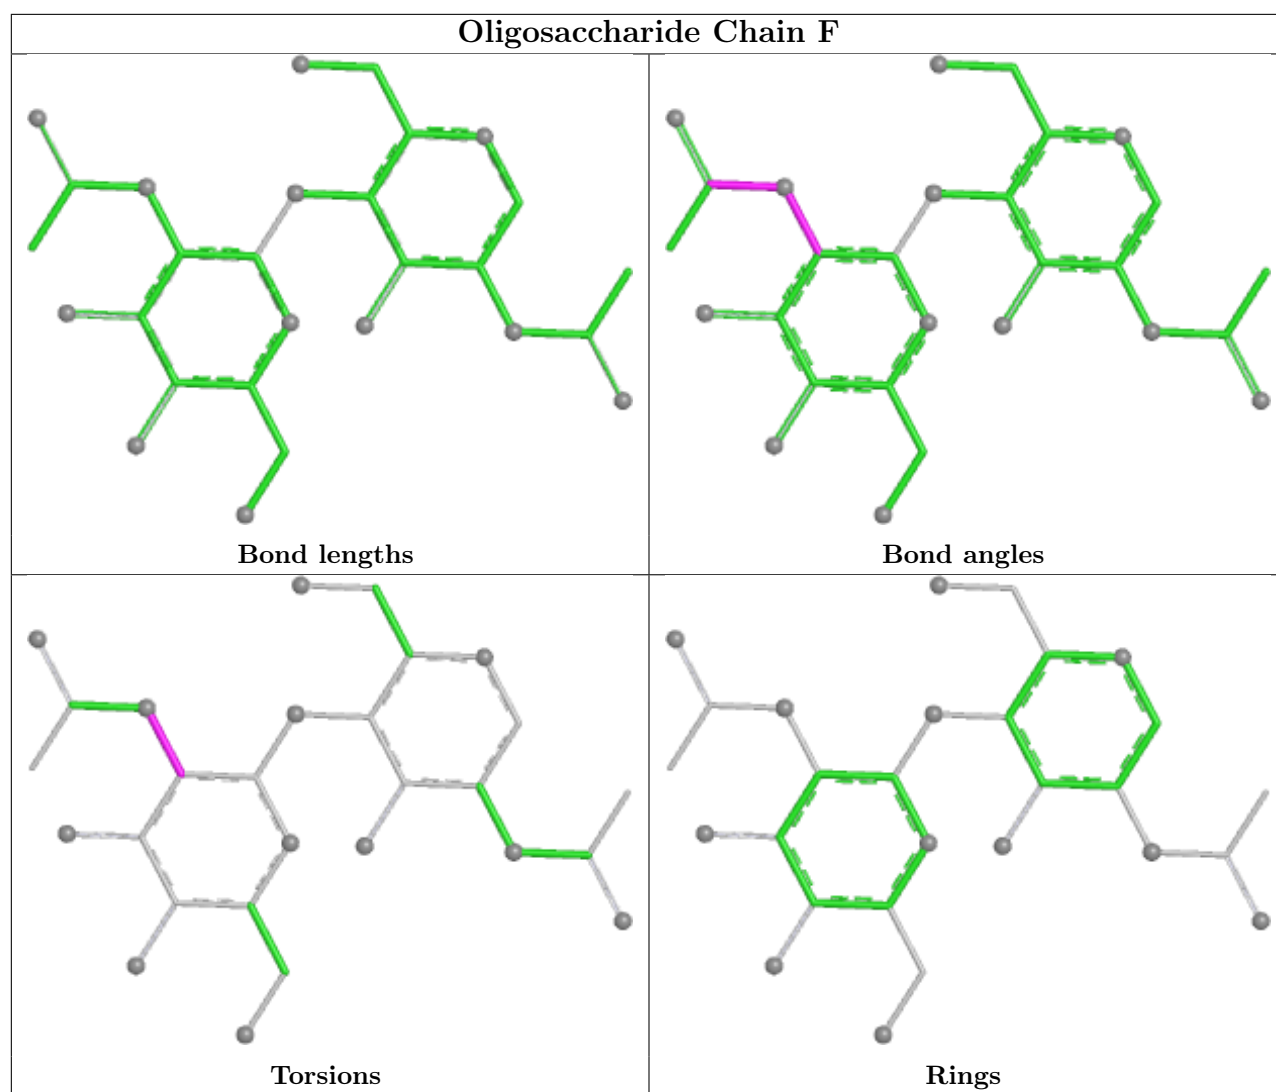 Oligosaccharide Chain F
Bond lengths
Bond angles
Torsions
Rings